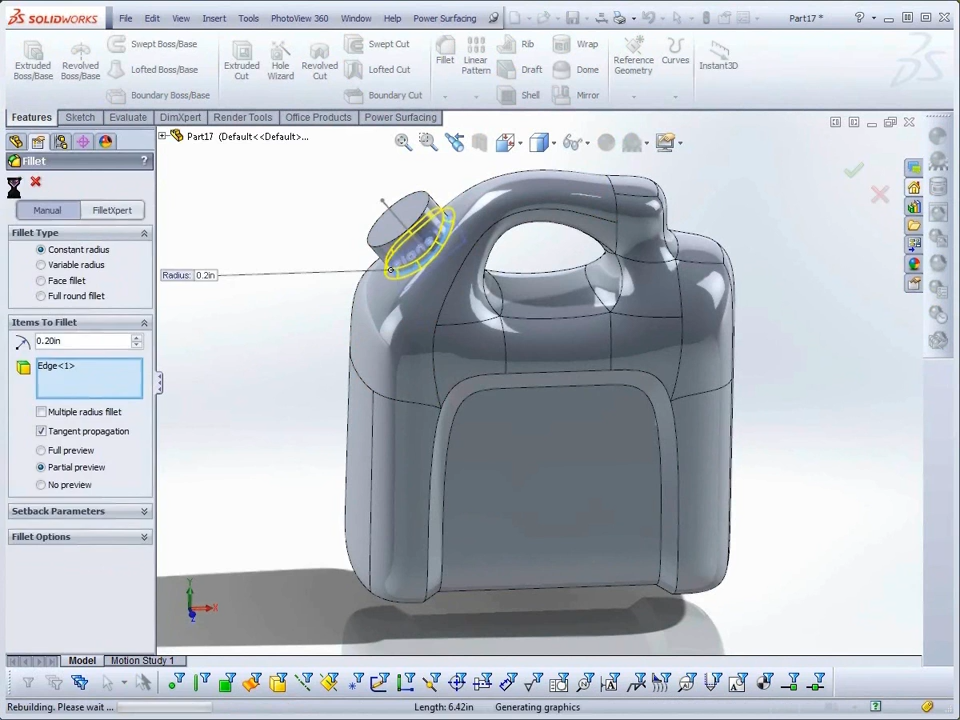 SOLIDWORKS File Edit View Insert Tools PhotoView 360 Window Help Power Surfacing Part17 * ?
Extruded Boss/Base
Revolved Boss/Base
Swept Boss/Base
Lofted Boss/Base
Boundary Boss/Base
Extruded Cut
Hole Wizard
Revolved Cut
Swept Cut
Lofted Cut
Boundary Cut
Fillet
Linear Pattern
Rib
Draft
Shell
Wrap
Dome
Mirror
Reference Geometry
Curves
Instant3D
Features Sketch Evaluate DimXpert Render Tools Office Products Power Surfacing
Part17 (Default<<Default>...
Fillet ?
Manual FilletXpert
Fillet Type
Constant radius
Variable radius
Face fillet
Full round fillet
Radius: 0.2in
Items To Fillet
0.20in
Edge<1>
Multiple radius fillet
Tangent propagation
Full preview
Partial preview
No preview
Setback Parameters
Fillet Options
Y
X
Z
Model Motion Study 1
Rebuilding. Please wait ... Length: 6.42in Generating graphics ?